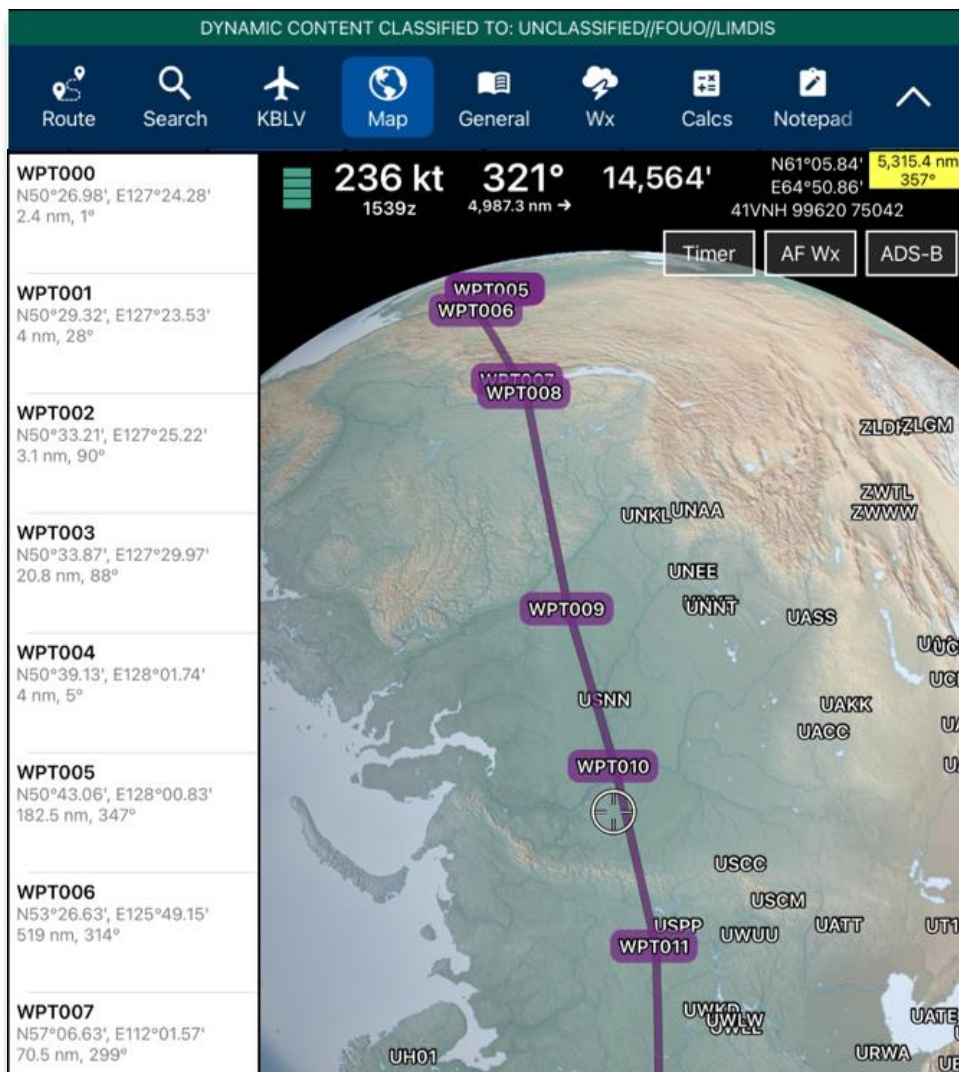 DYNAMIC CONTENT CLASSIFIED TO: UNCLASSIFIED//FOUO//LIMDIS
Route Search KBLV Map General Wx Calcs Notepad
WPT000
N50°26.98', E127°24.28'
2.4 nm, 1°
WPT001
N50°29.32', E127°23.53'
4 nm, 28°
WPT002
N50°33.21', E127°25.22'
3.1 nm, 90°
WPT003
N50°33.87', E127°29.97'
20.8 nm, 88°
WPT004
N50°39.13', E128°01.74'
4 nm, 5°
WPT005
N50°43.06', E128°00.83'
182.5 nm, 347°
WPT006
N53°26.63', E125°49.15'
519 nm, 314°
WPT007
N57°06.63', E112°01.57'
70.5 nm, 299°
236 kt 321° 14,564'
1539z 4,987.3 nm →
N61°05.84'
E64°50.86'
5,315.4 nm
357°
41VNH 99620 75042
Timer AF Wx ADS-B
WPT005
WPT006
WPT007
WPT008
ZLGM
ZWTL
ZWWW
UNKL UNAA
UNEE
UNNT
WPT009
UASS
USNN
UAKK
UACC
WPT010
USCC
USCM
USPP
UWUU
UATT
WPT011
UWKD
UWLW
URWA
UH01